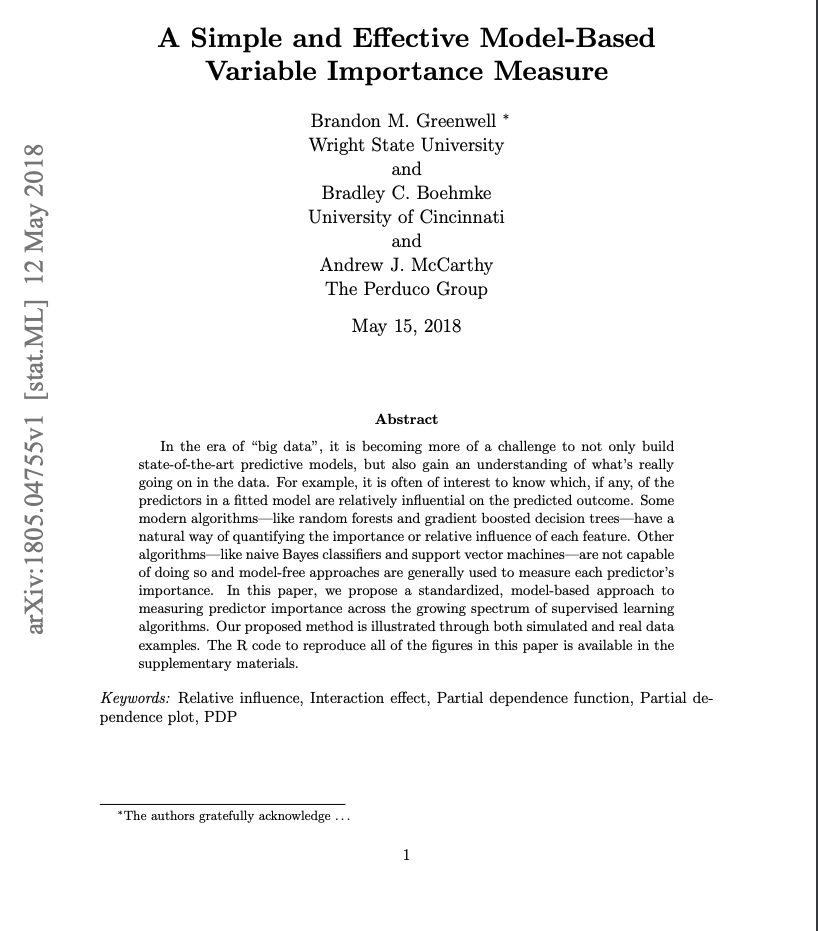 A Simple and Effective Model-Based
Variable Importance Measure
Brandon M. Greenwell *
Wright State University
and
Bradley C. Boehmke
University of Cincinnati
and
Andrew J. McCarthy
The Perduco Group
May 15, 2018
Abstract
In the era of “big data”, it is becoming more of a challenge to not only build
state-of-the-art predictive models, but also gain an understanding of what’s really
going on in the data. For example, it is often of interest to know which, if any, of the
predictors in a fitted model are relatively influential on the predicted outcome. Some
modern algorithms—like random forests and gradient boosted decision trees—have a
natural way of quantifying the importance or relative influence of each feature. Other
algorithms—like naive Bayes classifiers and support vector machines—are not capable
of doing so and model-free approaches are generally used to measure each predictor’s
importance. In this paper, we propose a standardized, model-based approach to
measuring predictor importance across the growing spectrum of supervised learning
algorithms. Our proposed method is illustrated through both simulated and real data
examples. The R code to reproduce all of the figures in this paper is available in the
supplementary materials.
Keywords: Relative influence, Interaction effect, Partial dependence function, Partial de-
pendence plot, PDP
*The authors gratefully acknowledge . . .
1
arXiv:1805.04755v1 [stat.ML] 12 May 2018